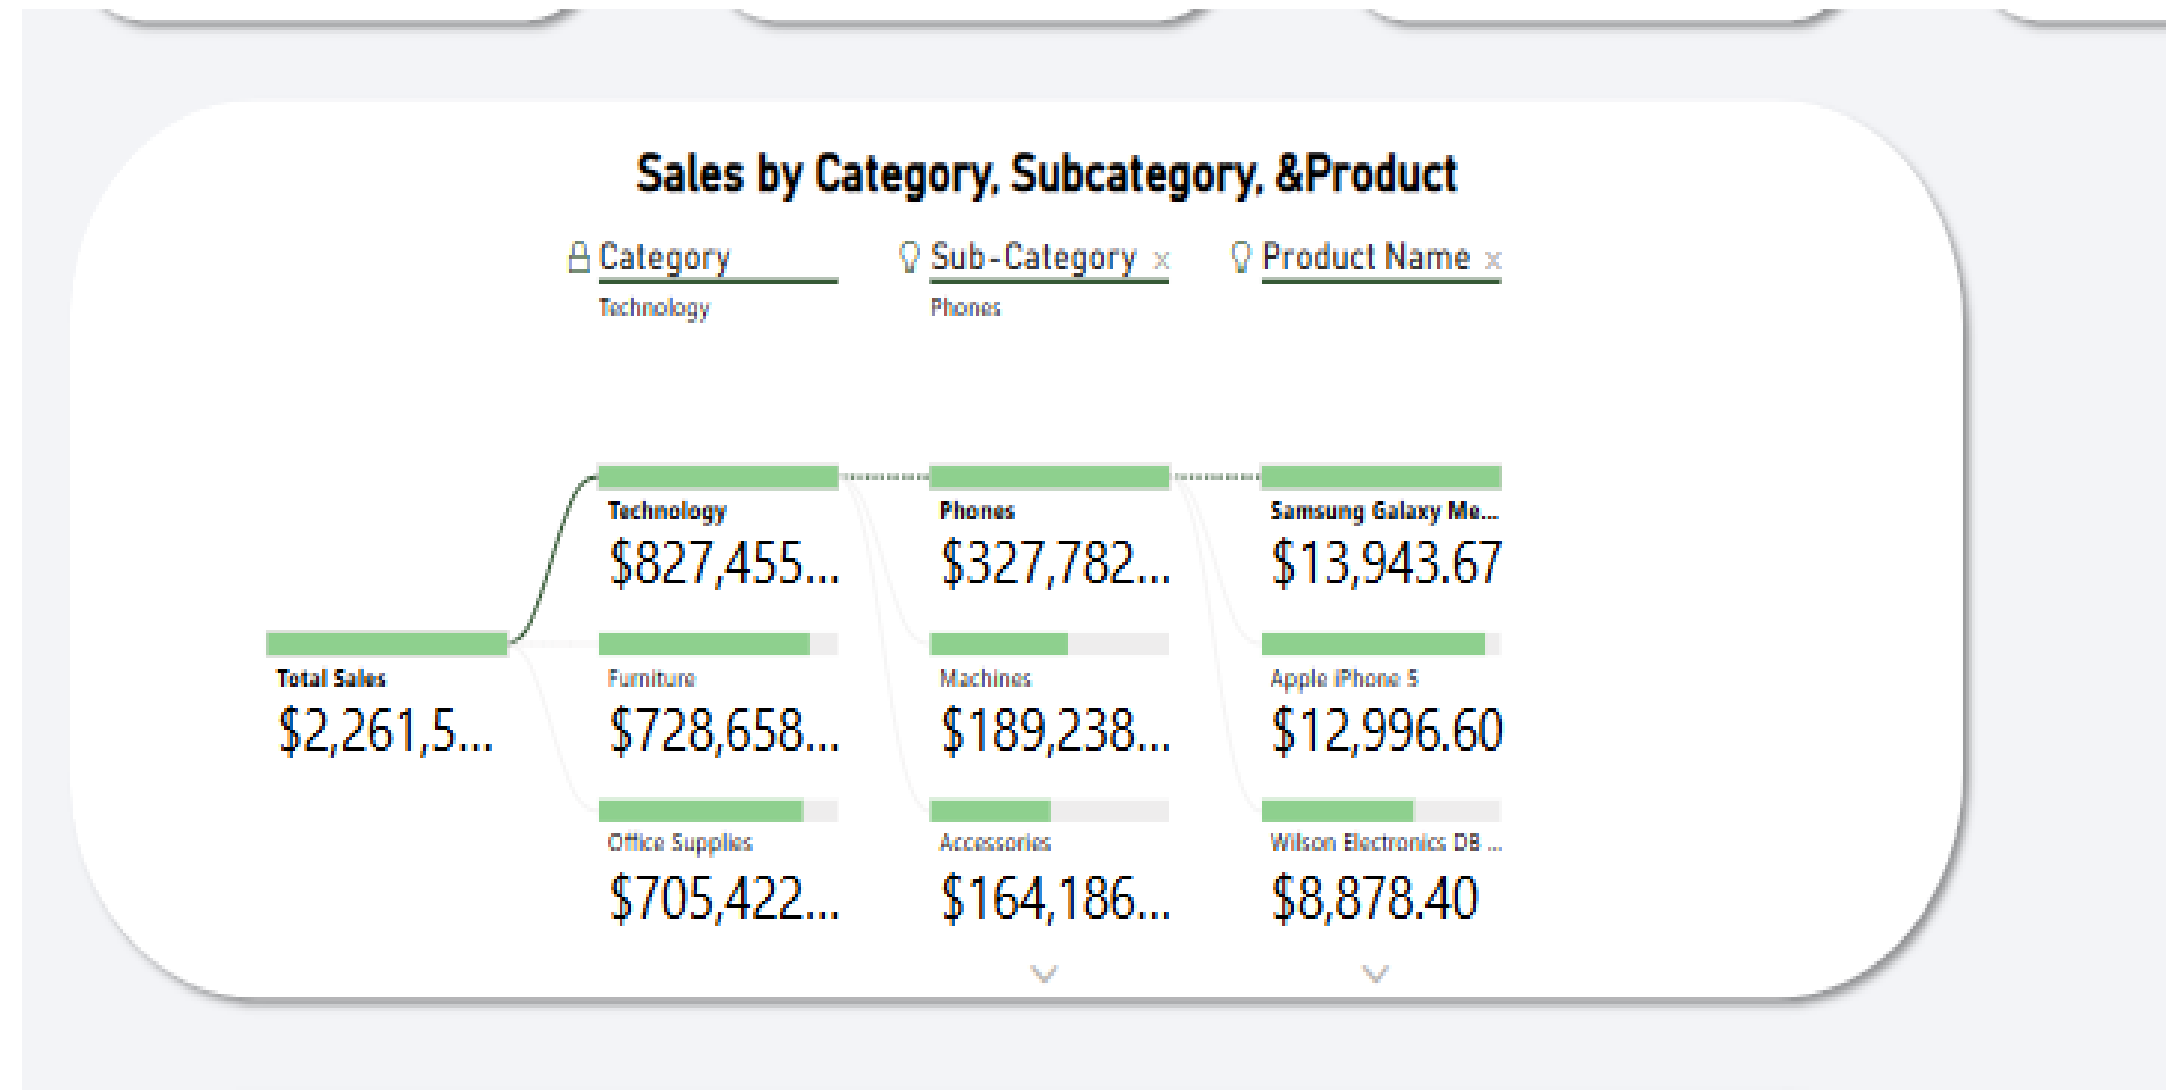 Sales by Category, Subcategory, &Product
Category
Sub-Category x
Product Name x
Technology
Phones
Technology
$827,455...
Phones
$327,782...
Samsung Galaxy Me...
$13,943.67
Total Sales
$2,261,5...
Furniture
$728,658...
Machines
$189,238...
Apple iPhone 5
$12,996.60
Office Supplies
$705,422...
Accessories
$164,186...
Wilson Electronics DB ...
$8,878.40